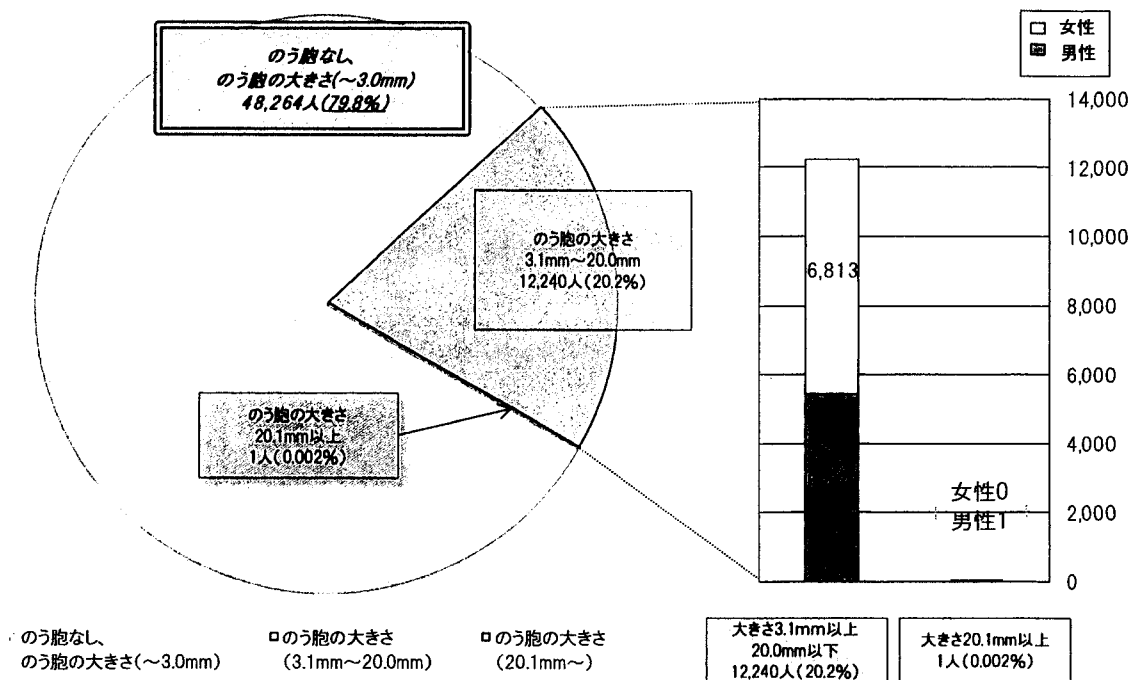 のう胞なし、
のう胞の大きさ(～3.0mm)
48,264人(79.8%)
のう胞の大きさ
3.1mm～20.0mm
12,240人(20.2%)
のう胞の大きさ
20.1mm以上
1人(0.002%)
女性
男性
14,000
12,000
10,000
8,000
6,000
4,000
2,000
0
6,813
女性0
男性1
のう胞なし、
のう胞の大きさ(～3.0mm)
のう胞の大きさ
(3.1mm～20.0mm)
のう胞の大きさ
(20.1mm～)
大きさ3.1mm以上
20.0mm以下
12,240人(20.2%)
大きさ20.1mm以上
1人(0.002%)